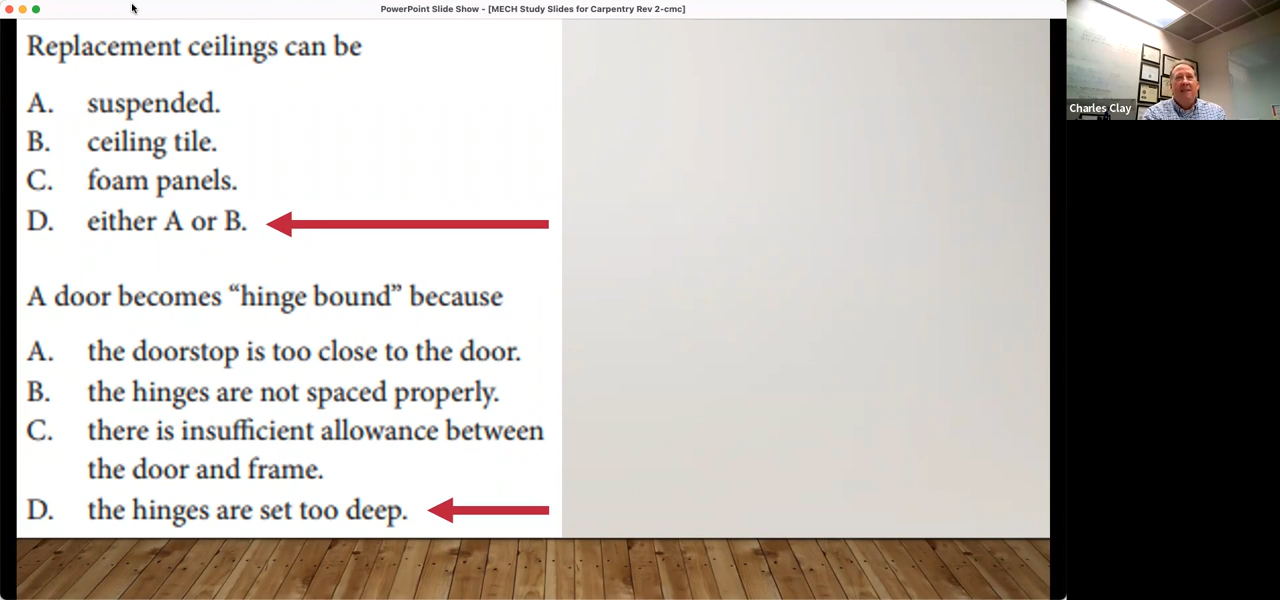 PowerPoint Slide Show - [MECH Study Slides for Carpentry Rev 2-cmc]
Replacement ceilings can be
A. suspended.
B. ceiling tile.
C. foam panels.
D. either A or B.
A door becomes “hinge bound” because
A. the doorstop is too close to the door.
B. the hinges are not spaced properly.
C. there is insufficient allowance between
the door and frame.
D. the hinges are set too deep.
Charles Clay